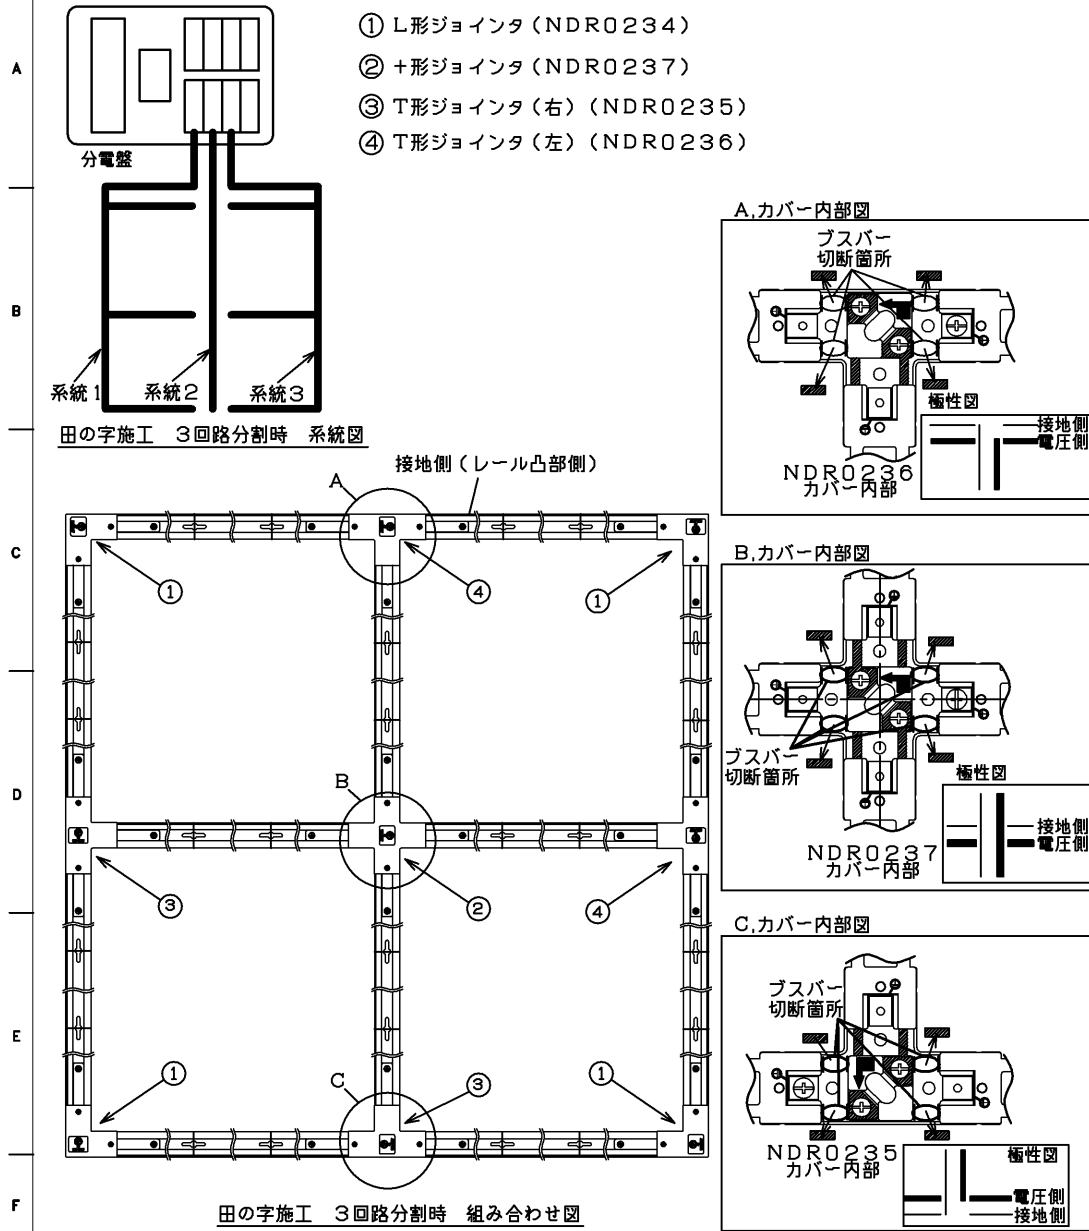 ① L形ジョインタ(NDR0234)
② +形ジョインタ(NDR0237)
③ T形ジョインタ(右)(NDR0235)
④ T形ジョインタ(左)(NDR0236)
A
B
C
D
E
F
分電盤
系統1
系統2
系統3
田の字施工 3回路分割時 系統図
接地側(レール凸部側)
A
① ④ ①
B
③ ② ④
C
① ③ ①
田の字施工 3回路分割時 組み合わせ図
A,カバー内部図
ブスバー
切断箇所
極性図
接地側
電圧側
NDR0236
カバー内部
B,カバー内部図
ブスバー
切断箇所
極性図
接地側
電圧側
NDR0237
カバー内部
C,カバー内部図
ブスバー
切断箇所
NDR0235
カバー内部
極性図
電圧側
接地側